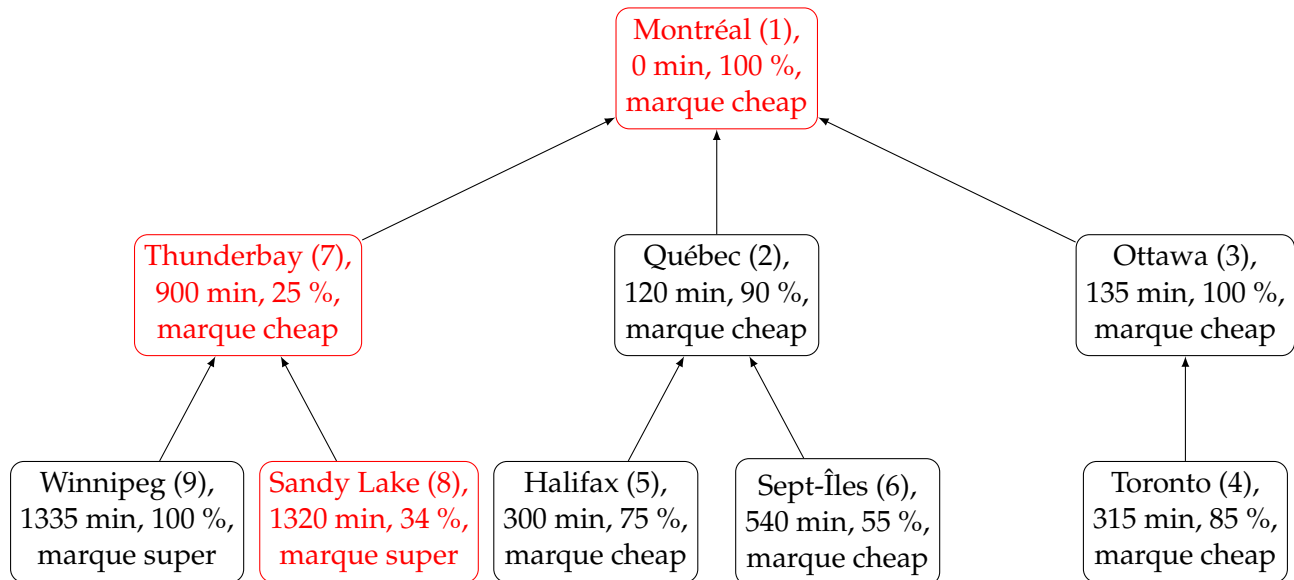 Montréal (1),
0 min, 100 %,
marque cheap
Thunderbay (7),
900 min, 25 %,
marque cheap
Québec (2),
120 min, 90 %,
marque cheap
Ottawa (3),
135 min, 100 %,
marque cheap
Winnipeg (9),
1335 min, 100 %,
marque super
Sandy Lake (8),
1320 min, 34 %,
marque super
Halifax (5),
300 min, 75 %,
marque cheap
Sept-Îles (6),
540 min, 55 %,
marque cheap
Toronto (4),
315 min, 85 %,
marque cheap